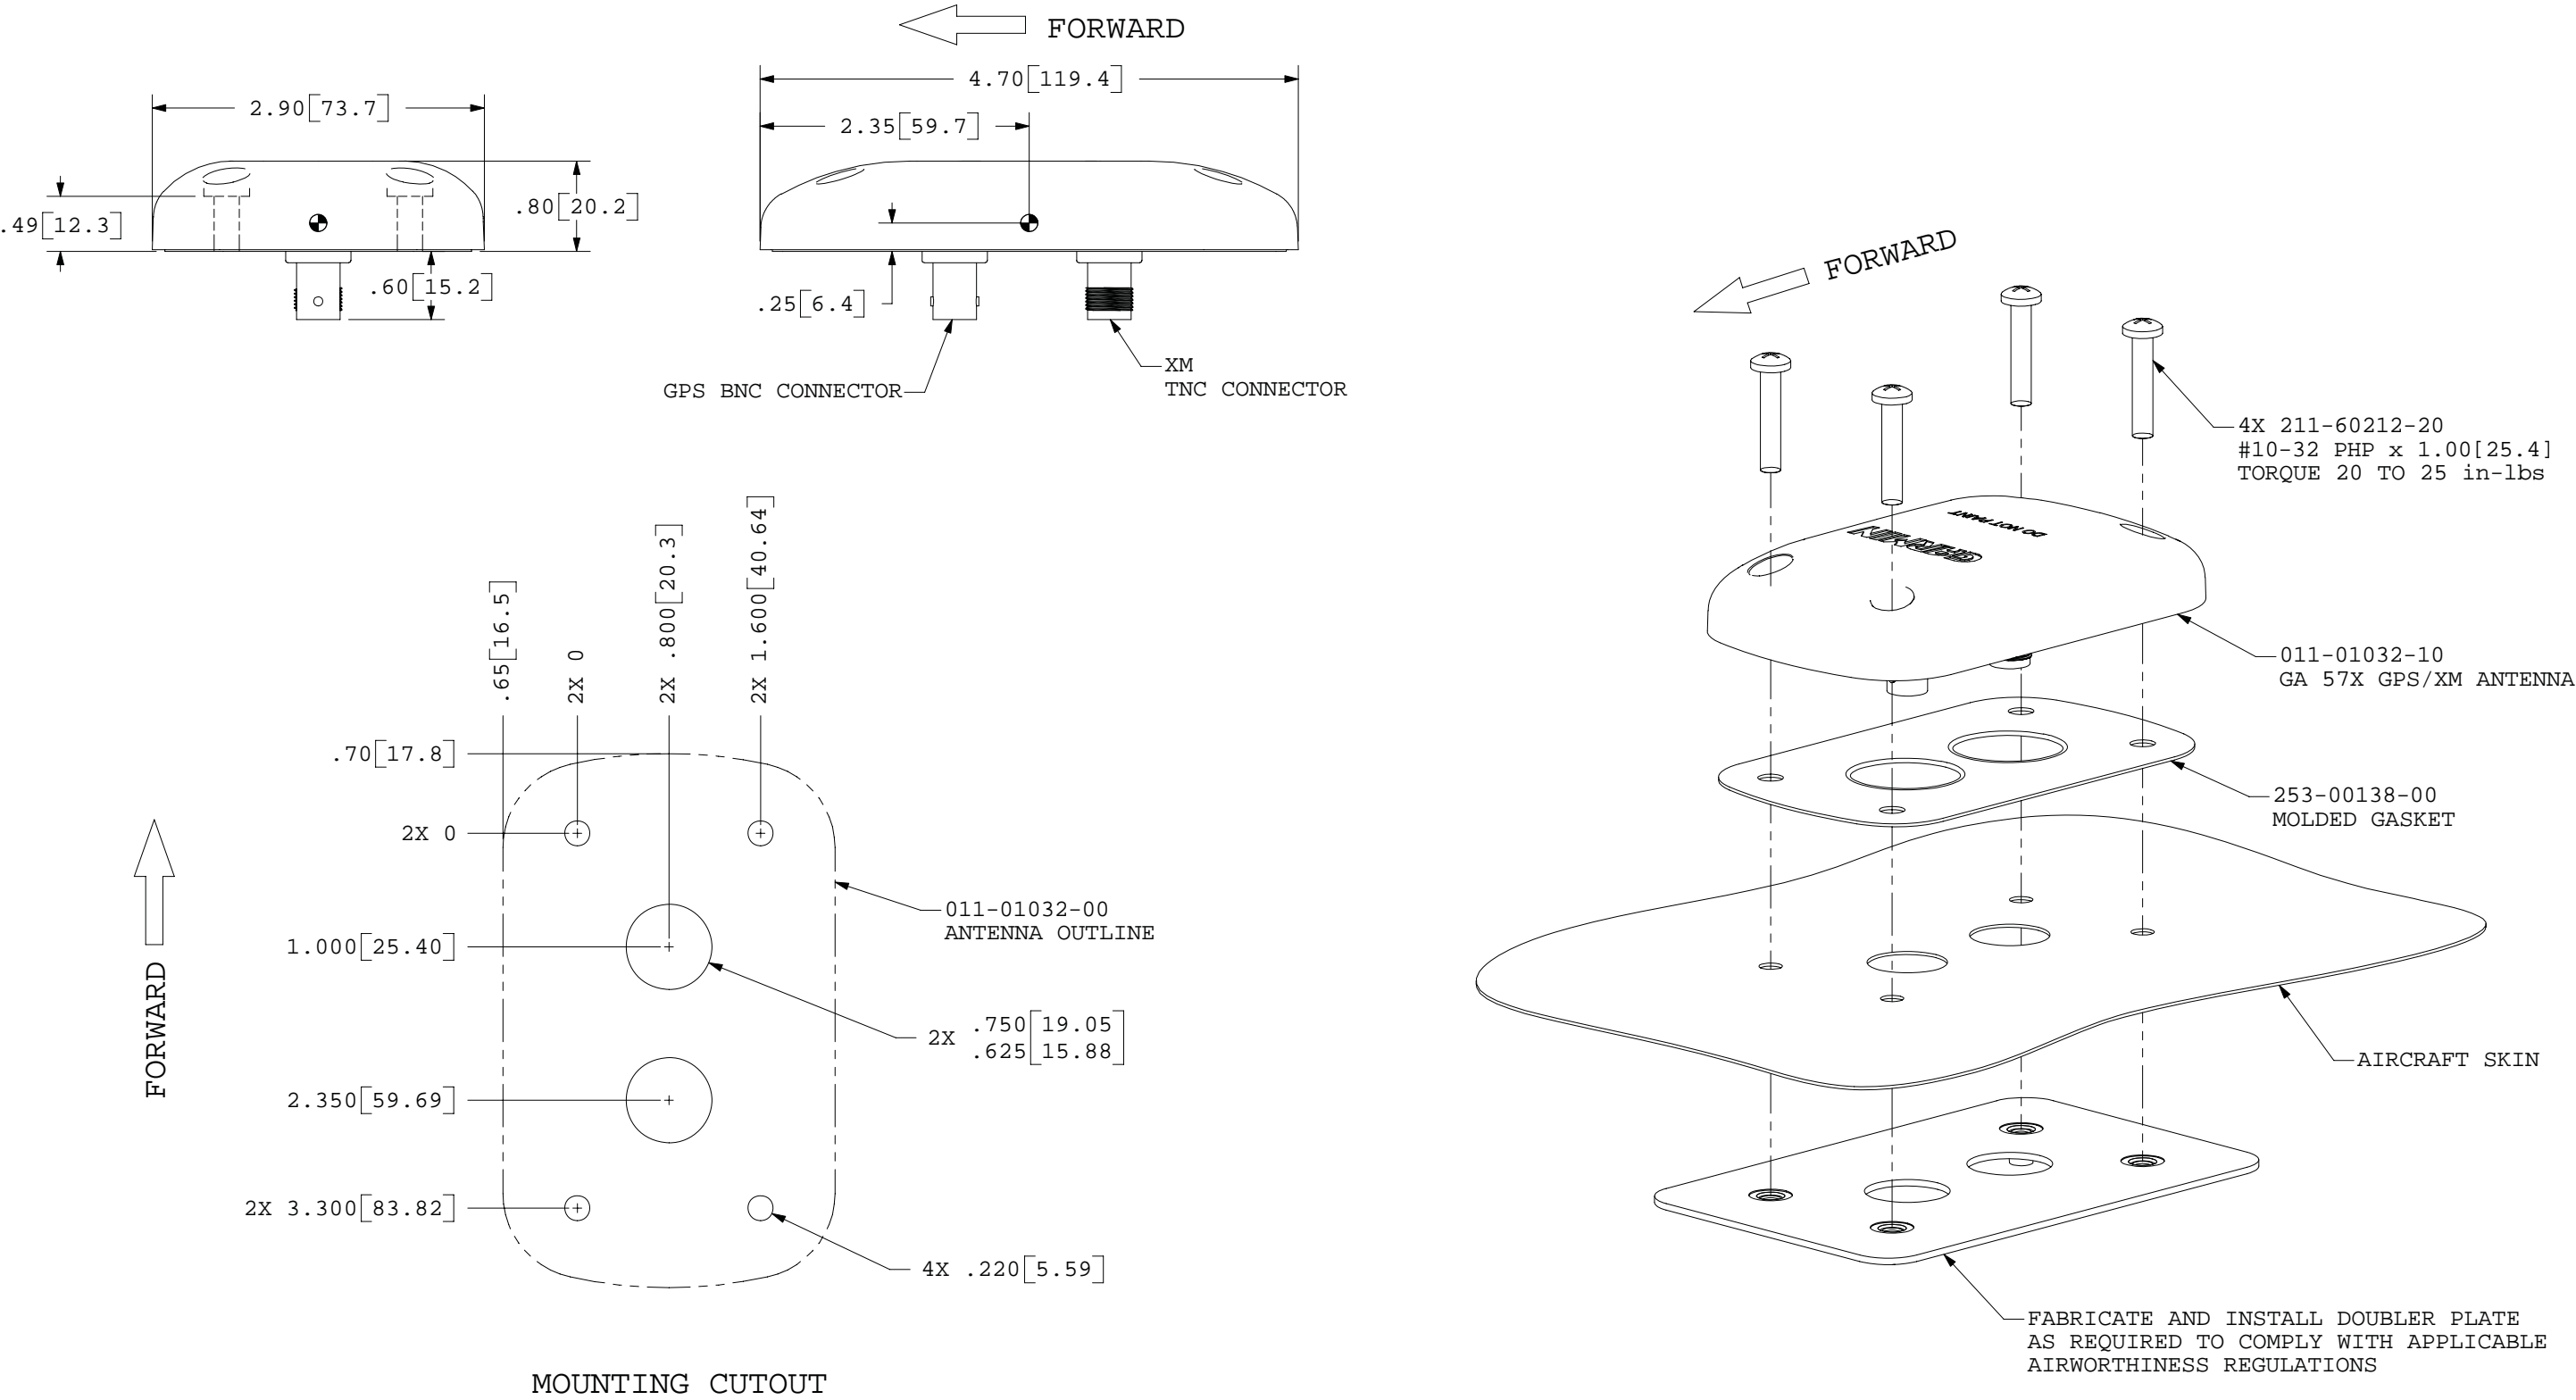 FORWARD
4.70[119.4]
2.90[73.7]
2.35[59.7]
.49[12.3]
.80[20.2]
.60[15.2]
.25[6.4]
GPS BNC CONNECTOR
XM
TNC CONNECTOR
FORWARD
4X 211-60212-20
#10-32 PHP x 1.00[25.4]
TORQUE 20 TO 25 in-lbs
DO NOT PAINT
GARMIN
011-01032-10
GA 57X GPS/XM ANTENNA
253-00138-00
MOLDED GASKET
AIRCRAFT SKIN
FABRICATE AND INSTALL DOUBLER PLATE
AS REQUIRED TO COMPLY WITH APPLICABLE
AIRWORTHINESS REGULATIONS
.65[16.5]
2X 0
2X .800[20.3]
2X 1.600[40.64]
.70[17.8]
2X 0
1.000[25.40]
2.350[59.69]
2X 3.300[83.82]
FORWARD
011-01032-00
ANTENNA OUTLINE
2X .750[19.05]
.625[15.88]
4X .220[5.59]
MOUNTING CUTOUT